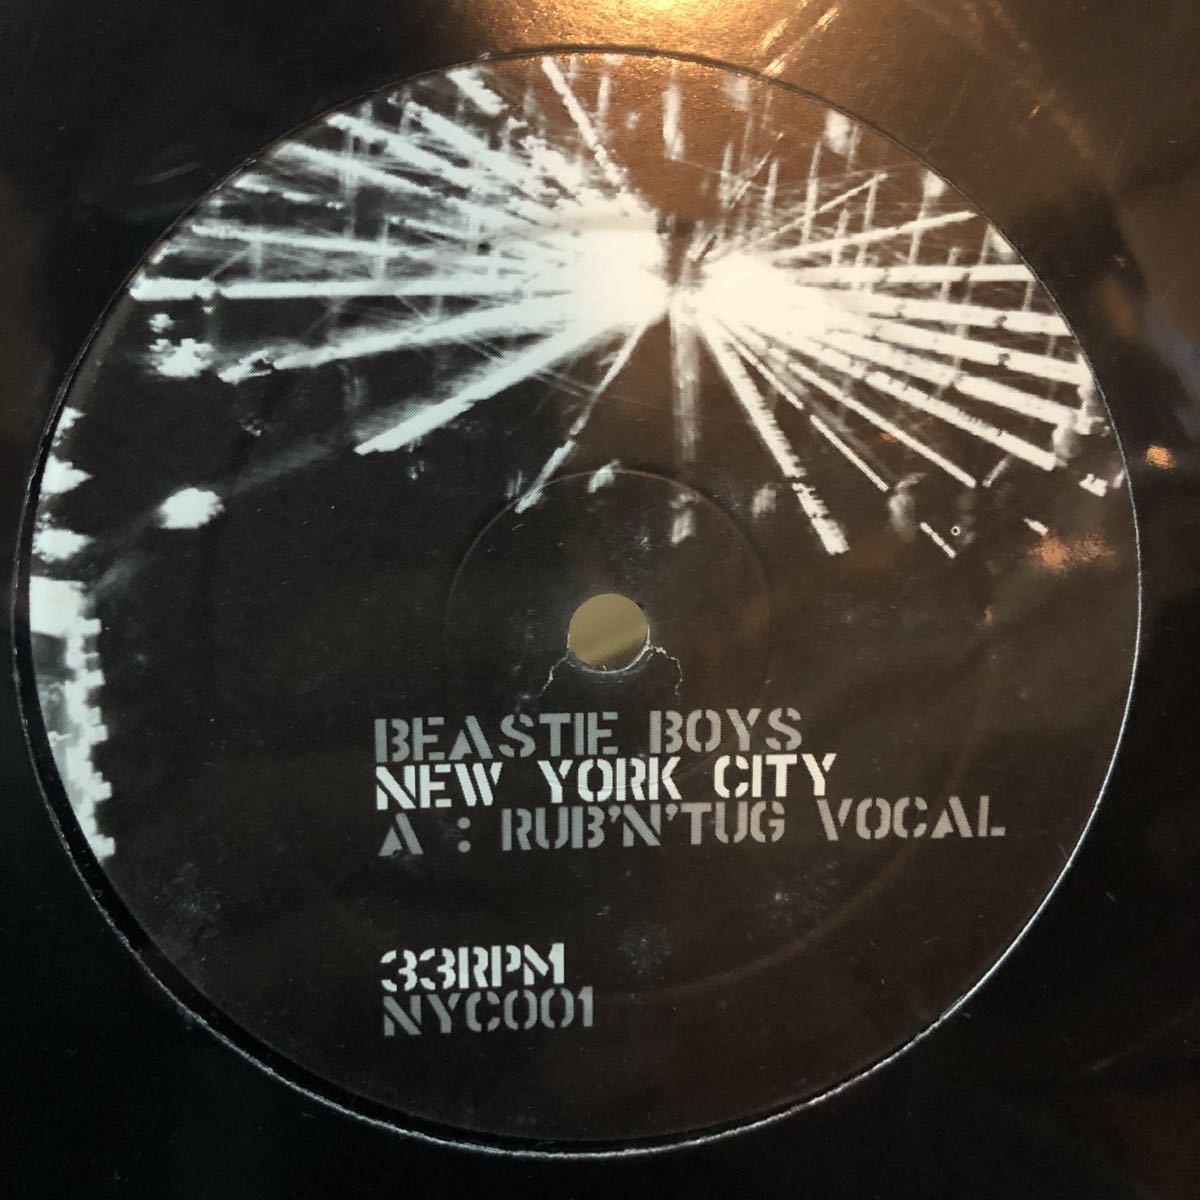 BEASTIE BOYS
NEW YORK CITY
A : RUB'N'TUG VOCAL
33RPM
NYC001